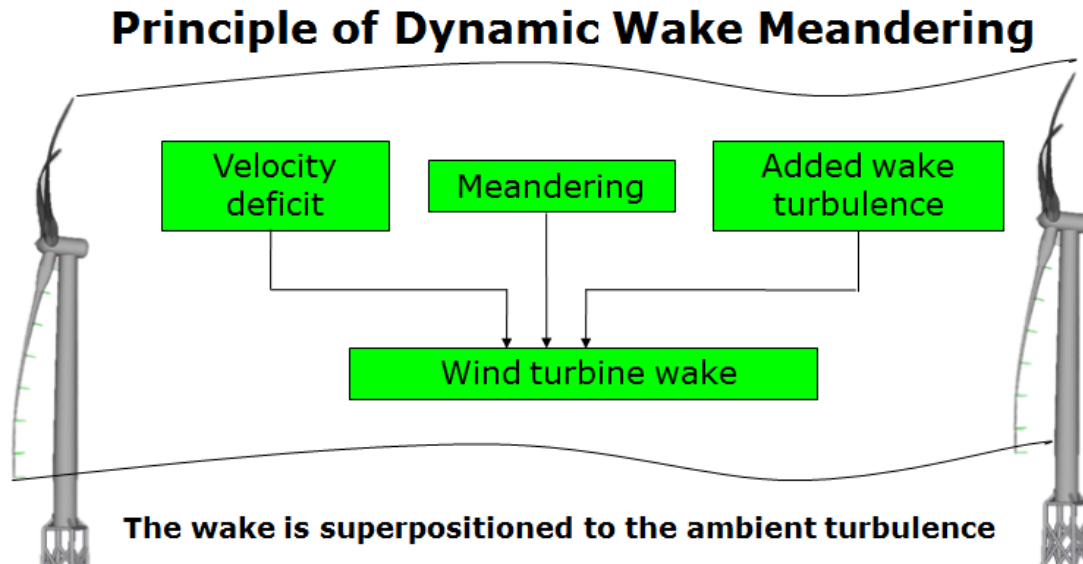 Principle of Dynamic Wake Meandering
Velocity
deficit
Meandering
Added wake
turbulence
Wind turbine wake
The wake is superpositioned to the ambient turbulence